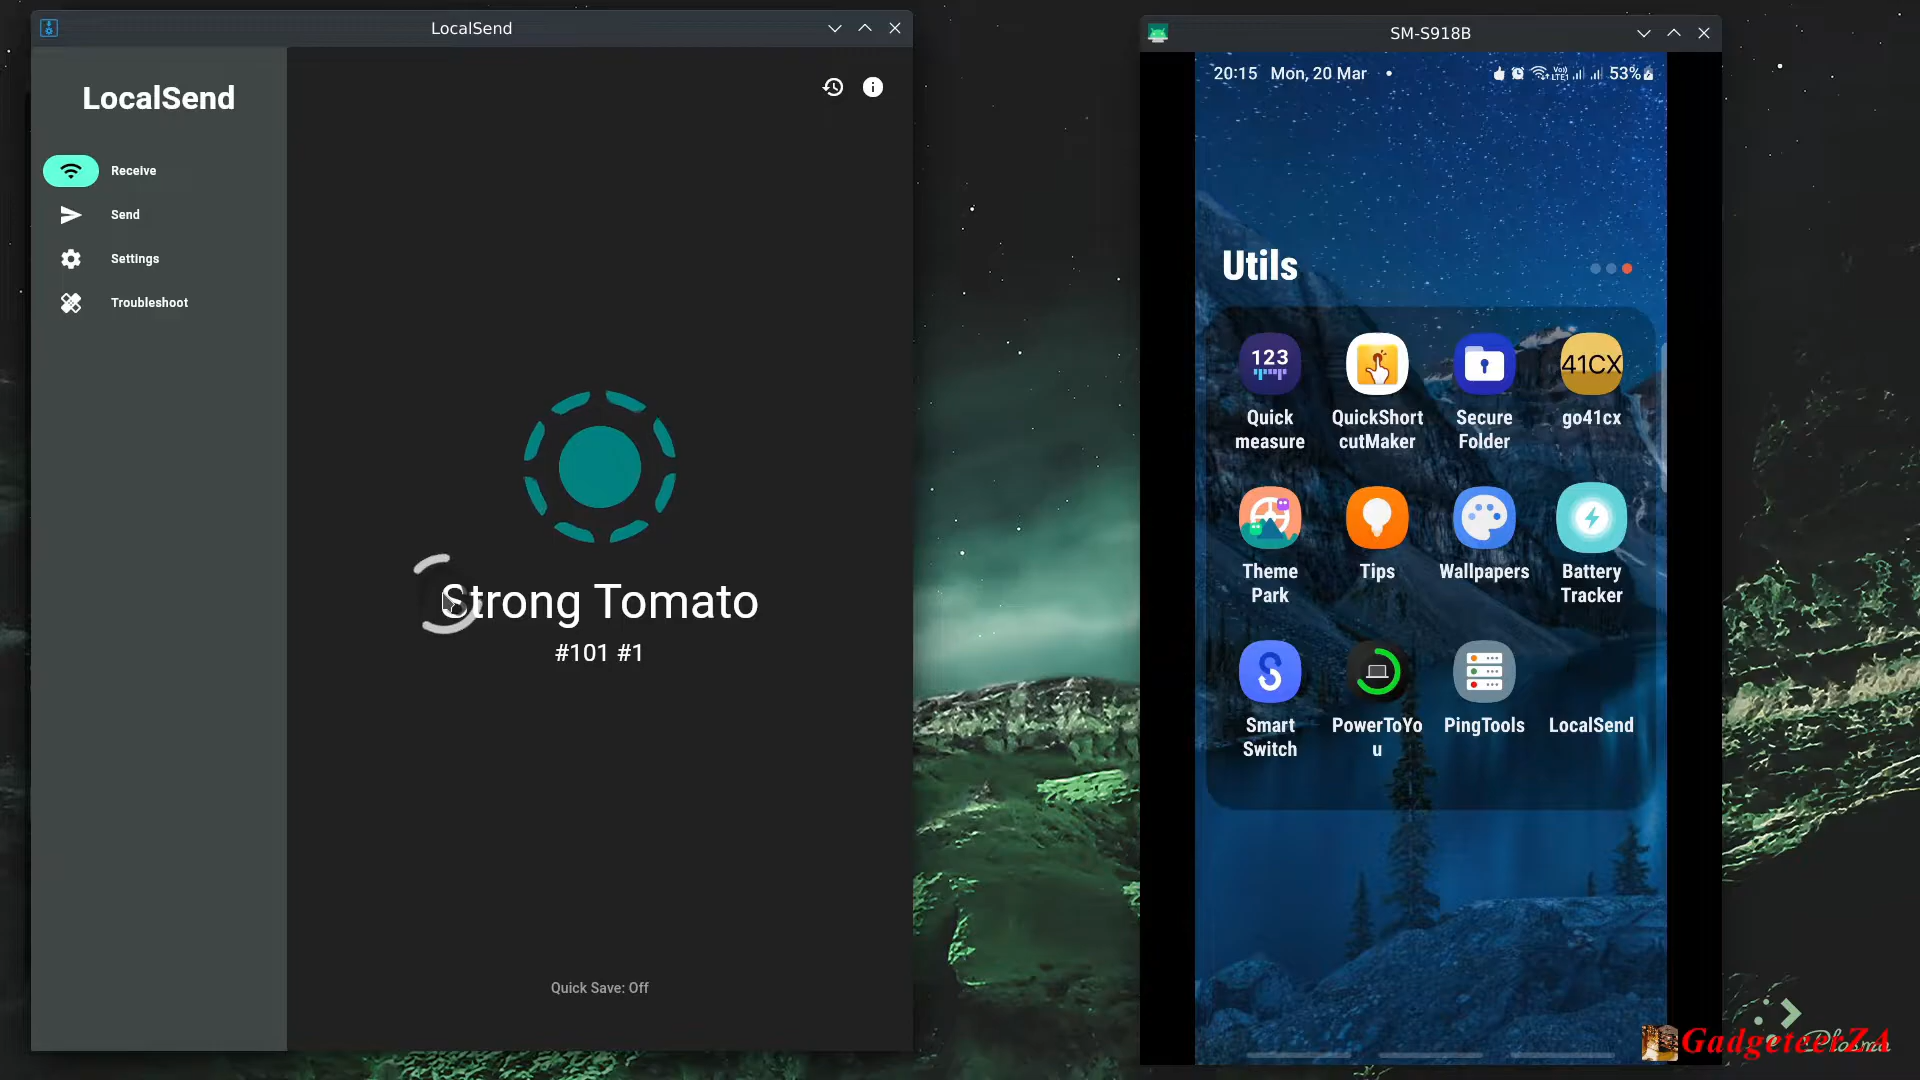 LocalSend
LocalSend
Receive
Send
Settings
Troubleshoot
Strong Tomato
#101 #1
Quick Save: Off
SM-S918B
20:15 Mon, 20 Mar
53%
Utils
123
41CX
Quick
measure
QuickShort
cutMaker
Secure
Folder
go41cx
Theme
Park
Tips
Wallpapers
Battery
Tracker
Smart
Switch
PowerToYo
u
PingTools
LocalSend
Plasma
GadgeteerZA